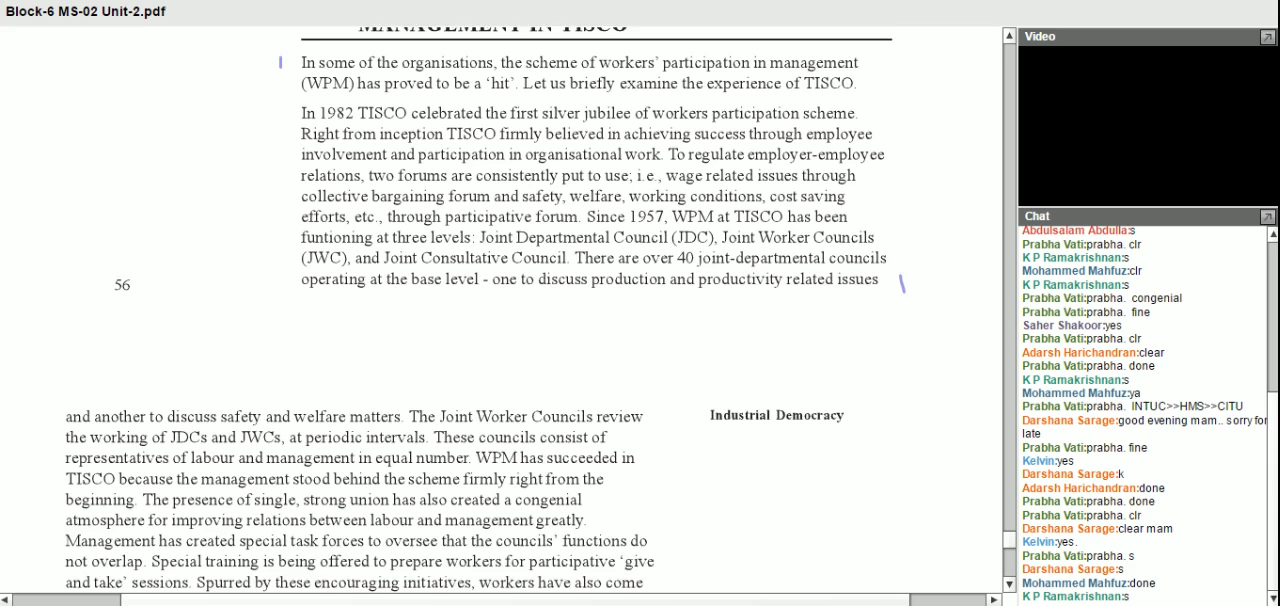 Block-6 MS-02 Unit-2.pdf
MANAGEMENT IN TISCO
In some of the organisations, the scheme of workers' participation in management
(WPM) has proved to be a 'hit'. Let us briefly examine the experience of TISCO.
In 1982 TISCO celebrated the first silver jubilee of workers participation scheme.
Right from inception TISCO firmly believed in achieving success through employee
involvement and participation in organisational work. To regulate employer-employee
relations, two forums are consistently put to use; i.e., wage related issues through
collective bargaining forum and safety, welfare, working conditions, cost saving
efforts, etc., through participative forum. Since 1957, WPM at TISCO has been
funtioning at three levels: Joint Departmental Council (JDC), Joint Worker Councils
(JWC), and Joint Consultative Council. There are over 40 joint-departmental councils
operating at the base level - one to discuss production and productivity related issues
56
and another to discuss safety and welfare matters. The Joint Worker Councils review
the working of JDCs and JWCs, at periodic intervals. These councils consist of
representatives of labour and management in equal number. WPM has succeeded in
TISCO because the management stood behind the scheme firmly right from the
beginning. The presence of single, strong union has also created a congenial
atmosphere for improving relations between labour and management greatly.
Management has created special task forces to oversee that the councils' functions do
not overlap. Special training is being offered to prepare workers for participative 'give
and take' sessions. Spurred by these encouraging initiatives, workers have also come
Industrial Democracy
Video
Chat
Abdulsalam Abdulla:s
Prabha Vati:prabha. clr
K P Ramakrishnan:s
Mohammed Mahfuz:clr
K P Ramakrishnan:s
Prabha Vati:prabha. congenial
Prabha Vati:prabha. fine
Saher Shakoor:yes
Prabha Vati:prabha. clr
Adarsh Harichandran:clear
Prabha Vati:prabha. done
K P Ramakrishnan:s
Mohammed Mahfuz:ya
Prabha Vati:prabha. INTUC>>HMS>>CITU
Darshana Sarage:good evening mam.. sorry for
late
Prabha Vati:prabha. fine
Kelvin:yes
Darshana Sarage:k
Adarsh Harichandran:done
Prabha Vati:prabha. done
Prabha Vati:prabha. clr
Darshana Sarage:clear mam
Kelvin:yes.
Prabha Vati:prabha. s
Darshana Sarage:s
Mohammed Mahfuz:done
K P Ramakrishnan:s